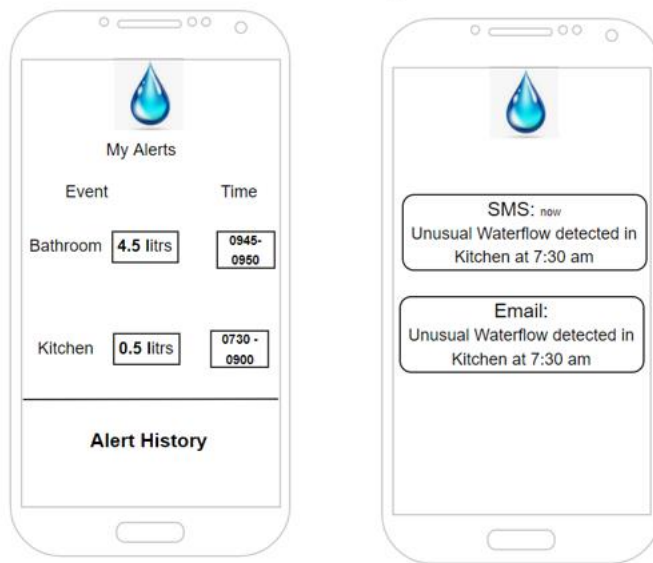 My Alerts
Event Time
Bathroom 4.5 litrs 0945-
0950
Kitchen 0.5 litrs 0730 -
0900
Alert History
SMS: now
Unusual Waterflow detected in
Kitchen at 7:30 am
Email:
Unusual Waterflow detected in
Kitchen at 7:30 am